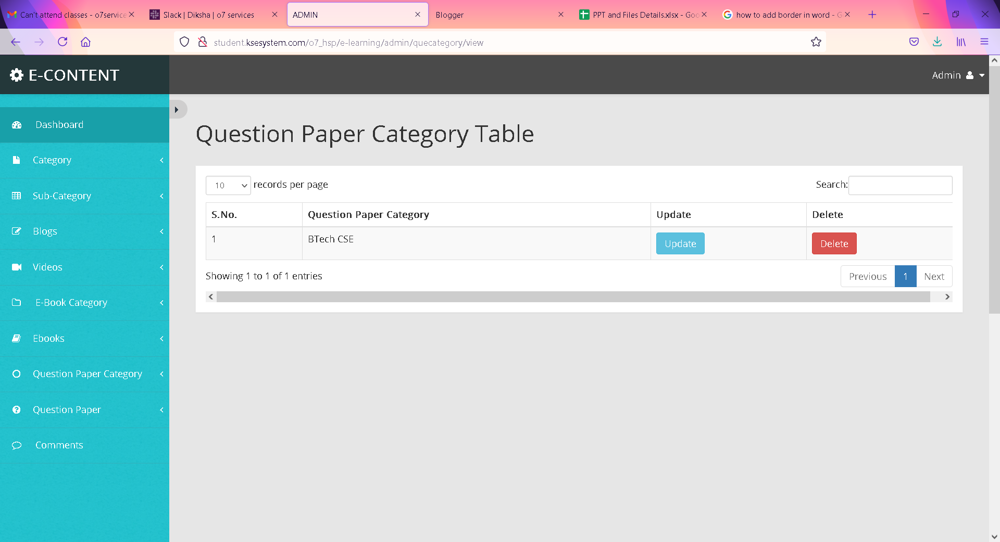 Can't attend classes - o7service
Slack | Diksha | o7 services
ADMIN
Blogger
PPT and Files Details.xlsx - Goo
how to add border in word - G
student.ksesystem.com/o7_hsp/e-learning/admin/quecategory/view
E-CONTENT
Admin
Dashboard
Category
Sub-Category
Blogs
Videos
E-Book Category
Ebooks
Question Paper Category
Question Paper
Comments
Question Paper Category Table
10 records per page
Search:
S.No. Question Paper Category Update Delete
1 BTech CSE Update Delete
Showing 1 to 1 of 1 entries
Previous 1 Next